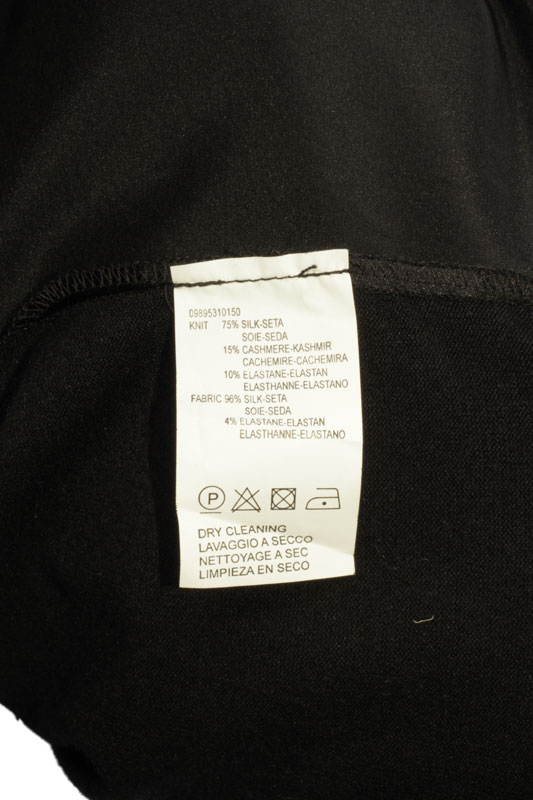 09895310150
KNIT 75% SILK-SETA
SOIE-SEDA
15% CASHMERE-KASHMIR
CACHEMIRE-CACHEMIRA
10% ELASTANE-ELASTAN
ELASTHANNE-ELASTANO
FABRIC 96% SILK-SETA
SOIE-SEDA
4% ELASTANE-ELASTAN
ELASTHANNE-ELASTANO
P
DRY CLEANING
LAVAGGIO A SECCO
NETTOYAGE A SEC
LIMPIEZA EN SECO